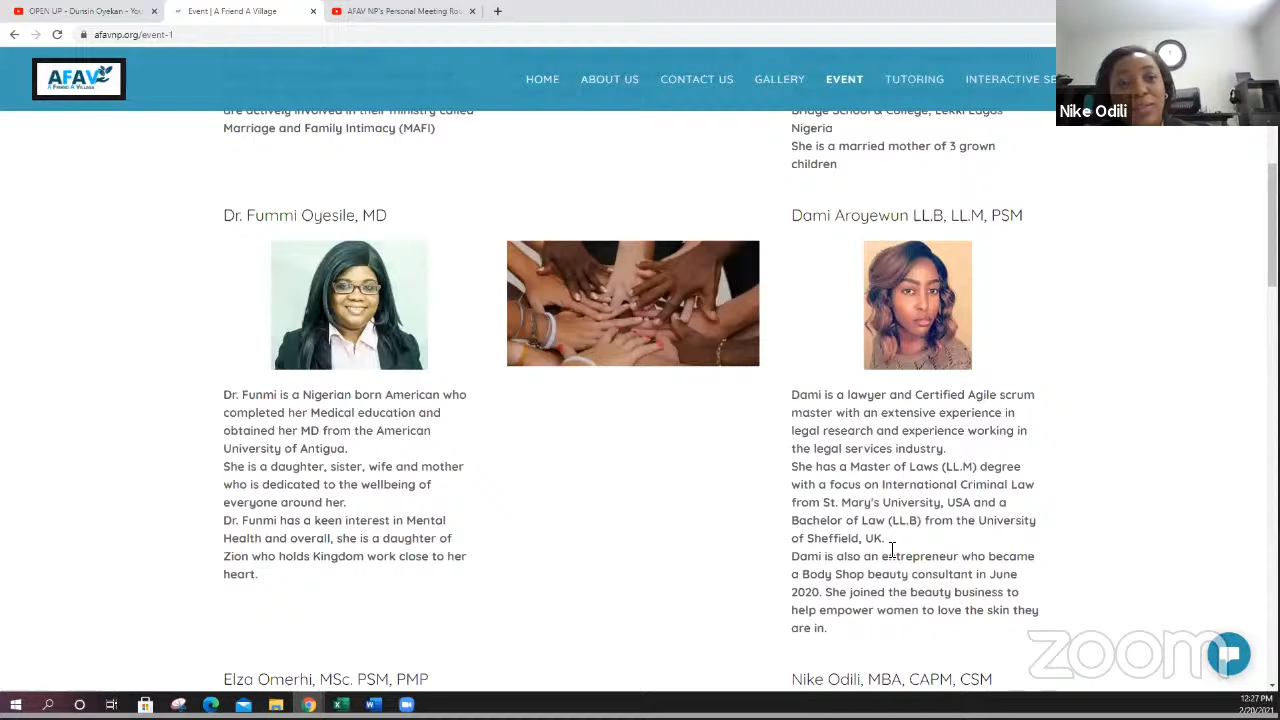 OPEN UP - Dunsin Oyekan - You
Event | A Friend A Village
AFAV NP's Personal Meeting Roo
afavnp.org/event-1
AFAV
A FRIEND A VILLAGE
HOME
ABOUT US
CONTACT US
GALLERY
EVENT
TUTORING
INTERACTIVE SE
Nike Odili
are actively involved in their ministry called
Marriage and Family Intimacy (MAFI)
Bridge School & College, Lekki Lagos
Nigeria
She is a married mother of 3 grown
children
Dr. Fummi Oyesile, MD
Dr. Funmi is a Nigerian born American who
completed her Medical education and
obtained her MD from the American
University of Antigua.
She is a daughter, sister, wife and mother
who is dedicated to the wellbeing of
everyone around her.
Dr. Funmi has a keen interest in Mental
Health and overall, she is a daughter of
Zion who holds Kingdom work close to her
heart.
Dami Aroyewun LL.B, LL.M, PSM
Dami is a lawyer and Certified Agile scrum
master with an extensive experience in
legal research and experience working in
the legal services industry.
She has a Master of Laws (LL.M) degree
with a focus on International Criminal Law
from St. Mary's University, USA and a
Bachelor of Law (LL.B) from the University
of Sheffield, UK.
Dami is also an entrepreneur who became
a Body Shop beauty consultant in June
2020. She joined the beauty business to
help empower women to love the skin they
are in.
Elza Omerhi, MSc. PSM, PMP
Nike Odili, MBA, CAPM, CSM
zoom
12:27 PM
2/20/2021